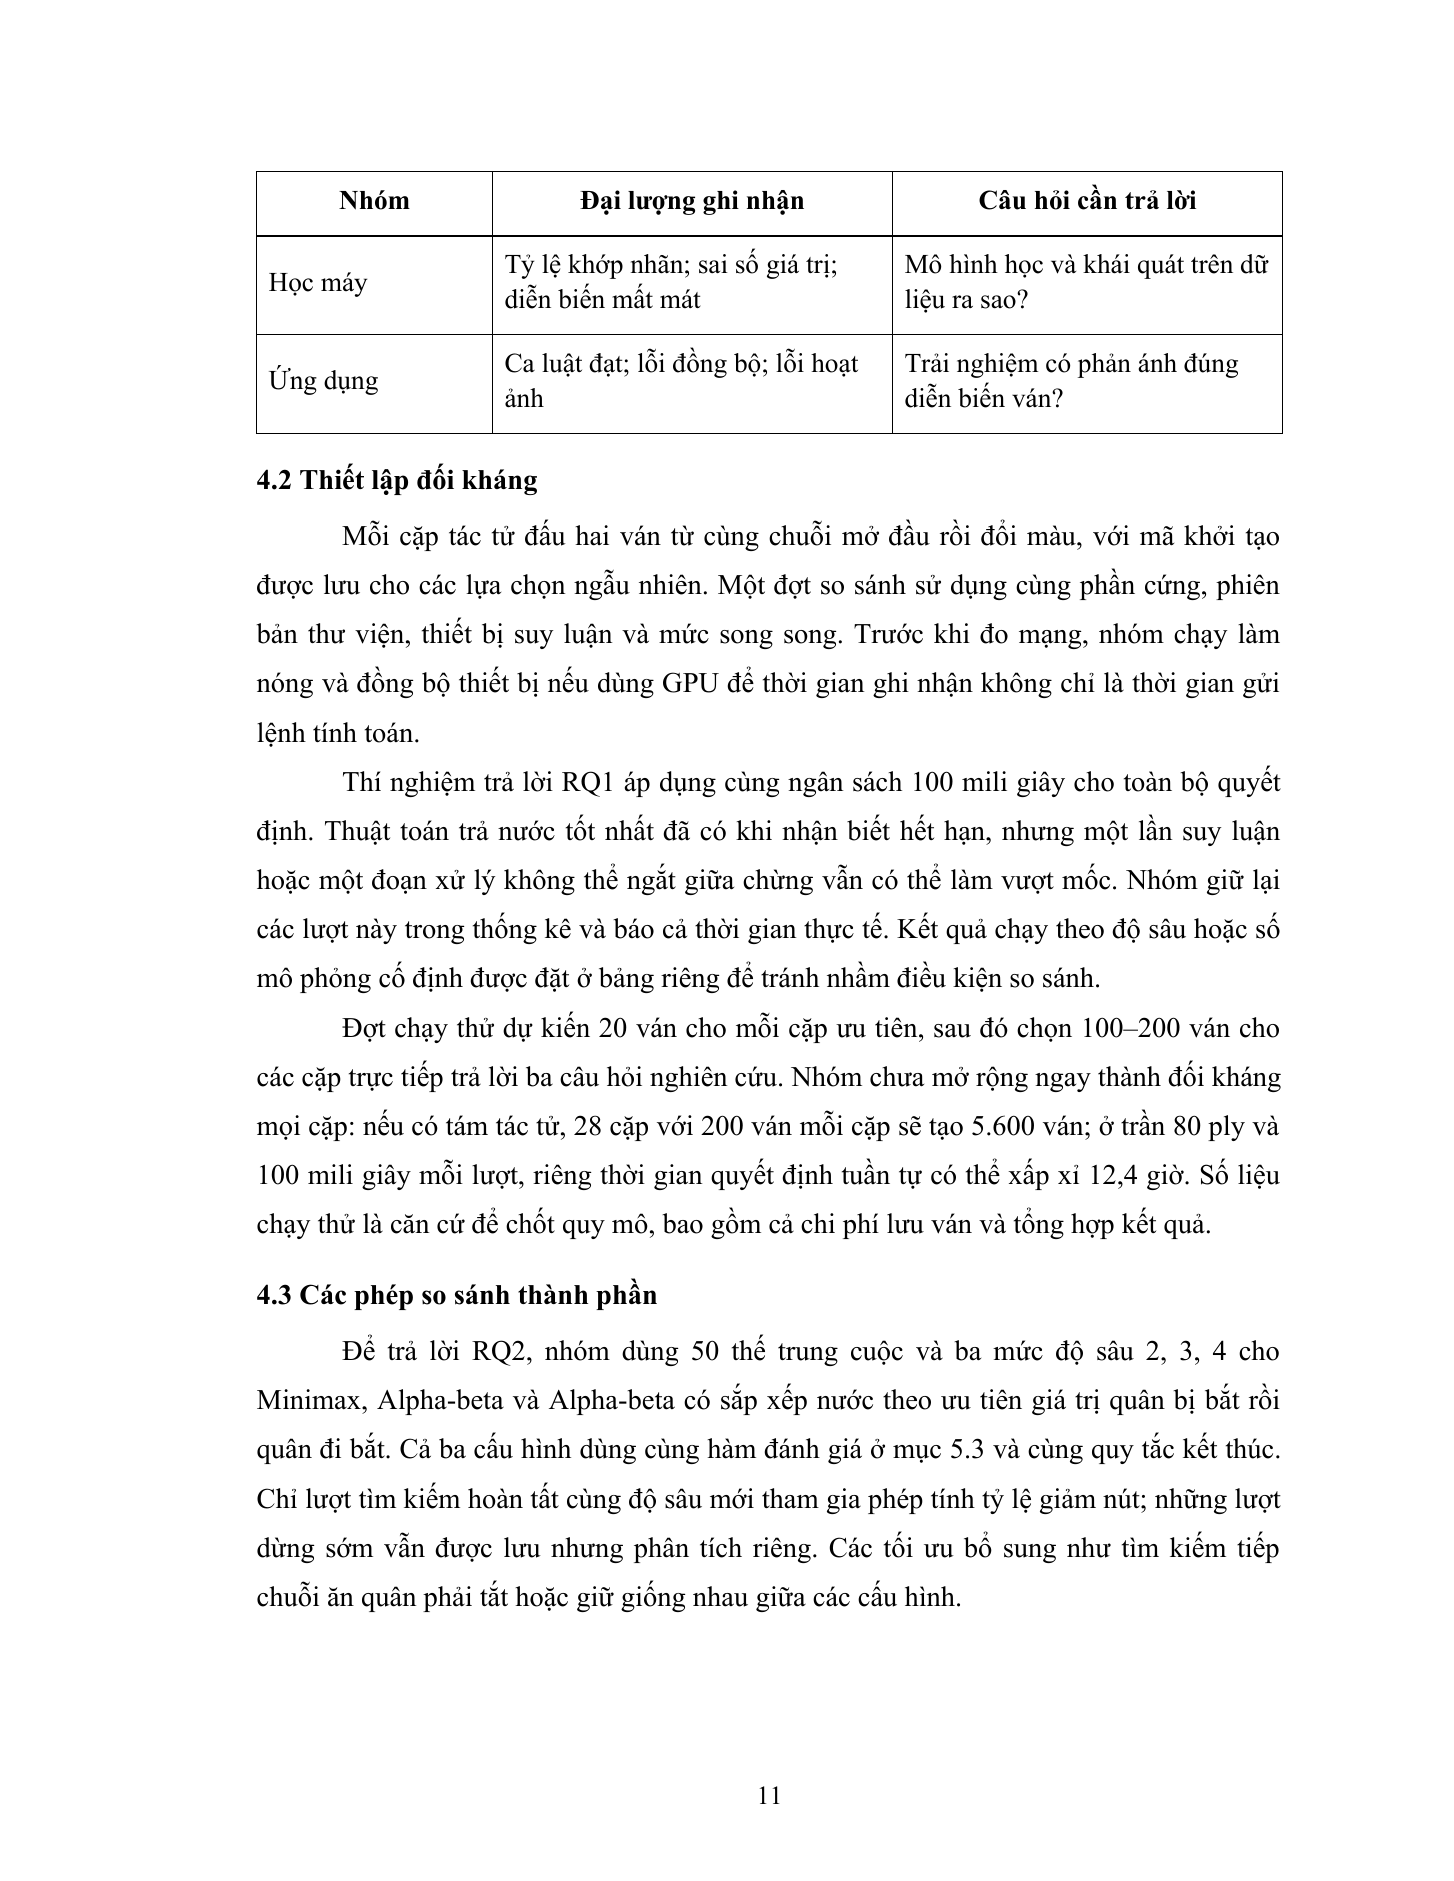 Nhóm
Đại lượng ghi nhận
Câu hỏi cần trả lời
Học máy
Tỷ lệ khớp nhãn; sai số giá trị;
diễn biến mất mát
Mô hình học và khái quát trên dữ
liệu ra sao?
Ứng dụng
Ca luật đạt; lỗi đồng bộ; lỗi hoạt
ảnh
Trải nghiệm có phản ánh đúng
diễn biến ván?
4.2 Thiết lập đối kháng
Mỗi cặp tác tử đấu hai ván từ cùng chuỗi mở đầu rồi đổi màu, với mã khởi tạo
được lưu cho các lựa chọn ngẫu nhiên. Một đợt so sánh sử dụng cùng phần cứng, phiên
bản thư viện, thiết bị suy luận và mức song song. Trước khi đo mạng, nhóm chạy làm
nóng và đồng bộ thiết bị nếu dùng GPU để thời gian ghi nhận không chỉ là thời gian gửi
lệnh tính toán.
Thí nghiệm trả lời RQ1 áp dụng cùng ngân sách 100 mili giây cho toàn bộ quyết
định. Thuật toán trả nước tốt nhất đã có khi nhận biết hết hạn, nhưng một lần suy luận
hoặc một đoạn xử lý không thể ngắt giữa chừng vẫn có thể làm vượt mốc. Nhóm giữ lại
các lượt này trong thống kê và báo cả thời gian thực tế. Kết quả chạy theo độ sâu hoặc số
mô phỏng cố định được đặt ở bảng riêng để tránh nhầm điều kiện so sánh.
Đợt chạy thử dự kiến 20 ván cho mỗi cặp ưu tiên, sau đó chọn 100–200 ván cho
các cặp trực tiếp trả lời ba câu hỏi nghiên cứu. Nhóm chưa mở rộng ngay thành đối kháng
mọi cặp: nếu có tám tác tử, 28 cặp với 200 ván mỗi cặp sẽ tạo 5.600 ván; ở trần 80 ply và
100 mili giây mỗi lượt, riêng thời gian quyết định tuần tự có thể xấp xỉ 12,4 giờ. Số liệu
chạy thử là căn cứ để chốt quy mô, bao gồm cả chi phí lưu ván và tổng hợp kết quả.
4.3 Các phép so sánh thành phần
Để trả lời RQ2, nhóm dùng 50 thế trung cuộc và ba mức độ sâu 2, 3, 4 cho
Minimax, Alpha-beta và Alpha-beta có sắp xếp nước theo ưu tiên giá trị quân bị bắt rồi
quân đi bắt. Cả ba cấu hình dùng cùng hàm đánh giá ở mục 5.3 và cùng quy tắc kết thúc.
Chỉ lượt tìm kiếm hoàn tất cùng độ sâu mới tham gia phép tính tỷ lệ giảm nút; những lượt
dừng sớm vẫn được lưu nhưng phân tích riêng. Các tối ưu bổ sung như tìm kiếm tiếp
chuỗi ăn quân phải tắt hoặc giữ giống nhau giữa các cấu hình.
11